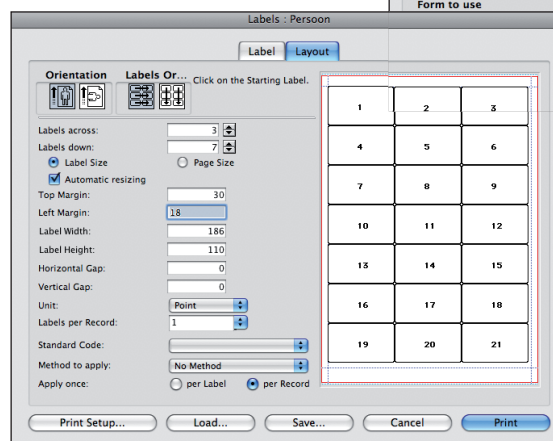 Form to use
Labels : Persoon
Label Layout
Orientation Labels Or...
Click on the Starting Label.
Labels across: 3
Labels down: 7
Label Size Page Size
Automatic resizing
Top Margin: 30
Left Margin: 18
Label Width: 186
Label Height: 110
Horizontal Gap: 0
Vertical Gap: 0
Unit: Point
Labels per Record: 1
Standard Code:
Method to apply: No Method
Apply once: per Label per Record
1 2 3
4 5 6
7 8 9
10 11 12
13 14 15
16 17 18
19 20 21
Print Setup... Load... Save... Cancel Print